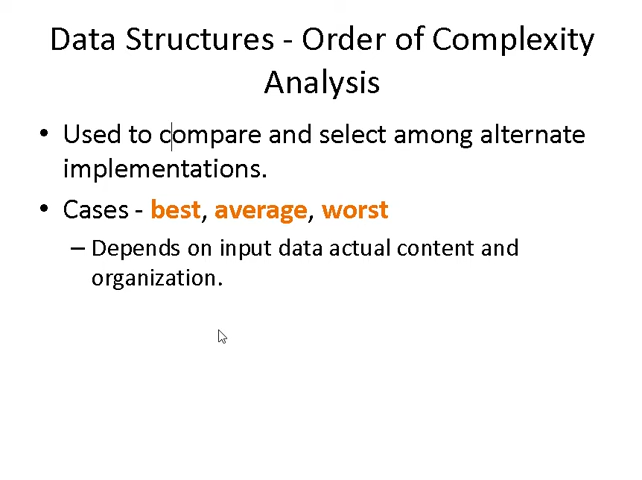 Data Structures - Order of Complexity
Analysis
• Used to compare and select among alternate
implementations.
• Cases - best, average, worst
– Depends on input data actual content and
organization.